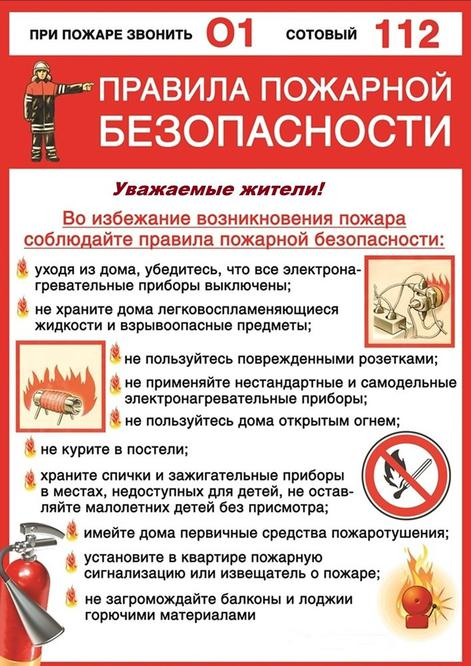 ПРИ ПОЖАРЕ ЗВОНИТЬ 01 СОТОВЫЙ 112
ПРАВИЛА ПОЖАРНОЙ
БЕЗОПАСНОСТИ
Уважаемые жители!
Во избежание возникновения пожара
соблюдайте правила пожарной безопасности:
уходя из дома, убедитесь, что все электрона-
гревательные приборы выключены;
не храните дома легковоспламеняющиеся
жидкости и взрывоопасные предметы;
не пользуйтесь поврежденными розетками;
не применяйте нестандартные и самодельные
электронагревательные приборы;
не пользуйтесь дома открытым огнем;
не курите в постели;
храните спички и зажигательные приборы
в местах, недоступных для детей, не остав-
ляйте малолетних детей без присмотра;
имейте дома первичные средства пожаротушения;
установите в квартире пожарную
сигнализацию или извещатель о пожаре;
не загромождайте балконы и лоджии
горючими материалами